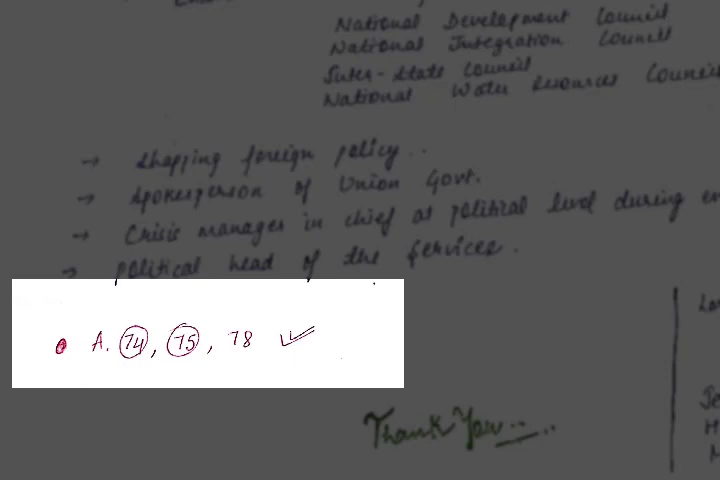 National Development Council
National Integration Council
Inter-State Council
National Water Resources Council
→ Shapping foreign policy..
→ Spokesperson of Union Govt.
→ Crisis manager in chief at political level during
→ political head of the services.
• A. 74, 75, 78 ✓
Thank You....